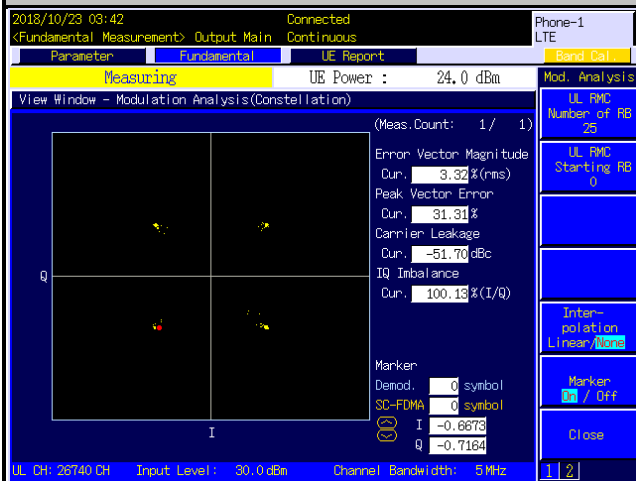 2018/10/23 03:42 Connected Phone-1
<Fundamental Measurement> Output Main Continuous LTE
Parameter Fundamental UE Report Band Cal.
Measuring UE Power : 24.0 dBm Mod. Analysis
View Window - Modulation Analysis(Constellation)
UL RMC
Number of RB
25
(Meas.Count: 1/ 1)
Error Vector Magnitude
Cur. 3.32 %(rms)
Peak Vector Error
Cur. 31.31 %
Carrier Leakage
Cur. -51.70 dBc
IQ Imbalance
Cur. 100.13 %(I/Q)
UL RMC
Starting RB
0
Q
I
Marker
Demod. 0 symbol
SC-FDMA 0 symbol
I -0.6673
Q -0.7164
Inter-
polation
Linear/None
Marker
On / Off
Close
UL CH: 26740 CH Input Level: 30.0 dBm Channel Bandwidth: 5 MHz 1 2